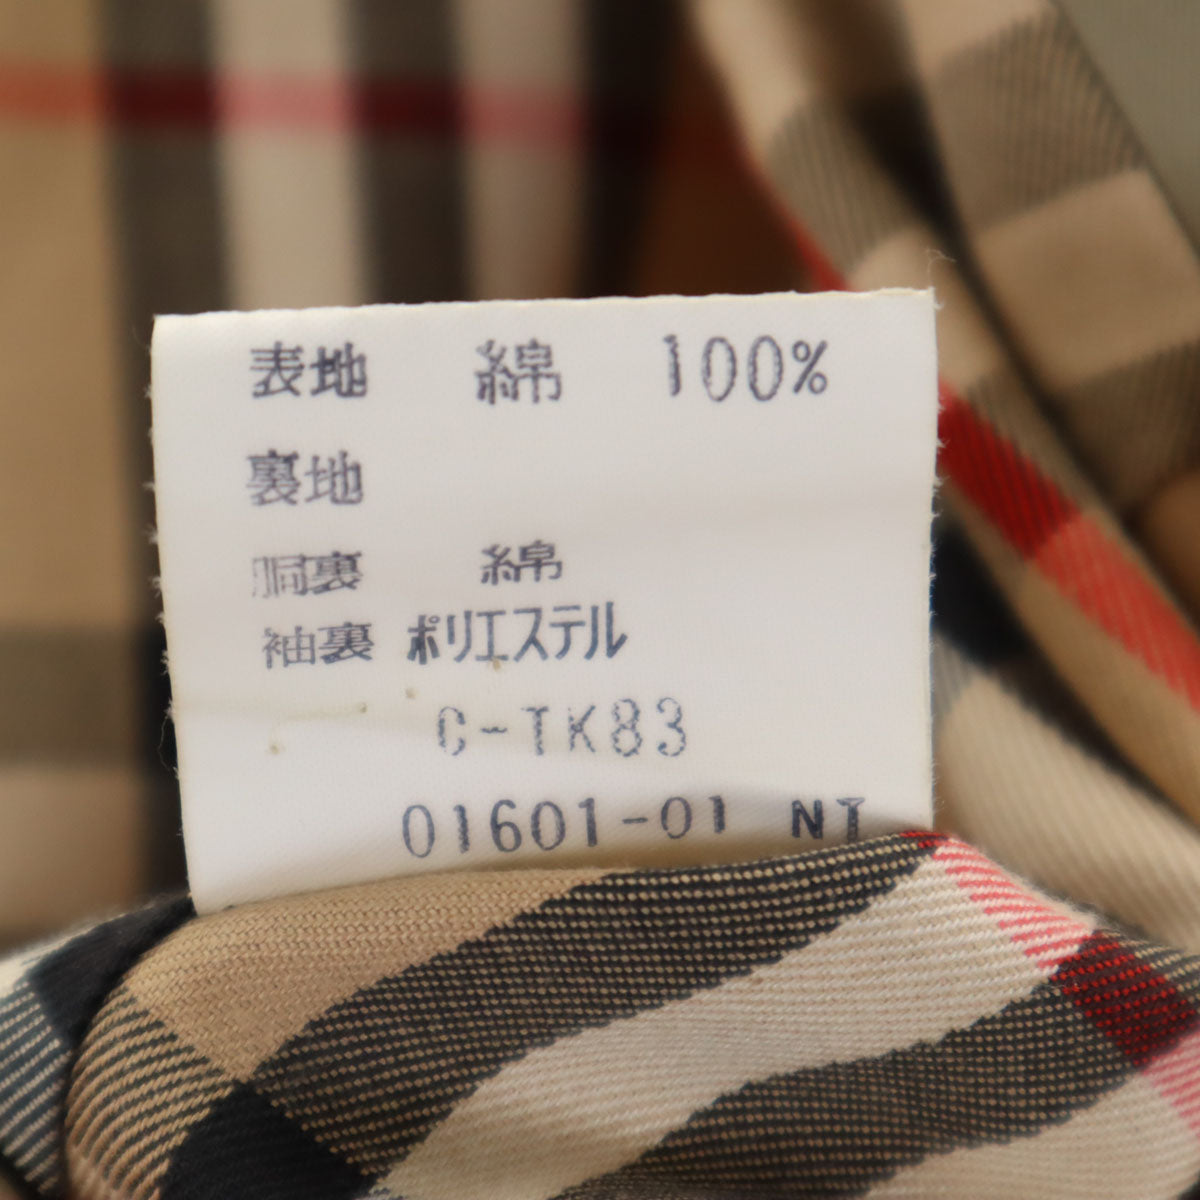 表地 綿 100%
裏地
胴裏 綿
袖裏 ポリエステル
C-TK83
01601-01 NT